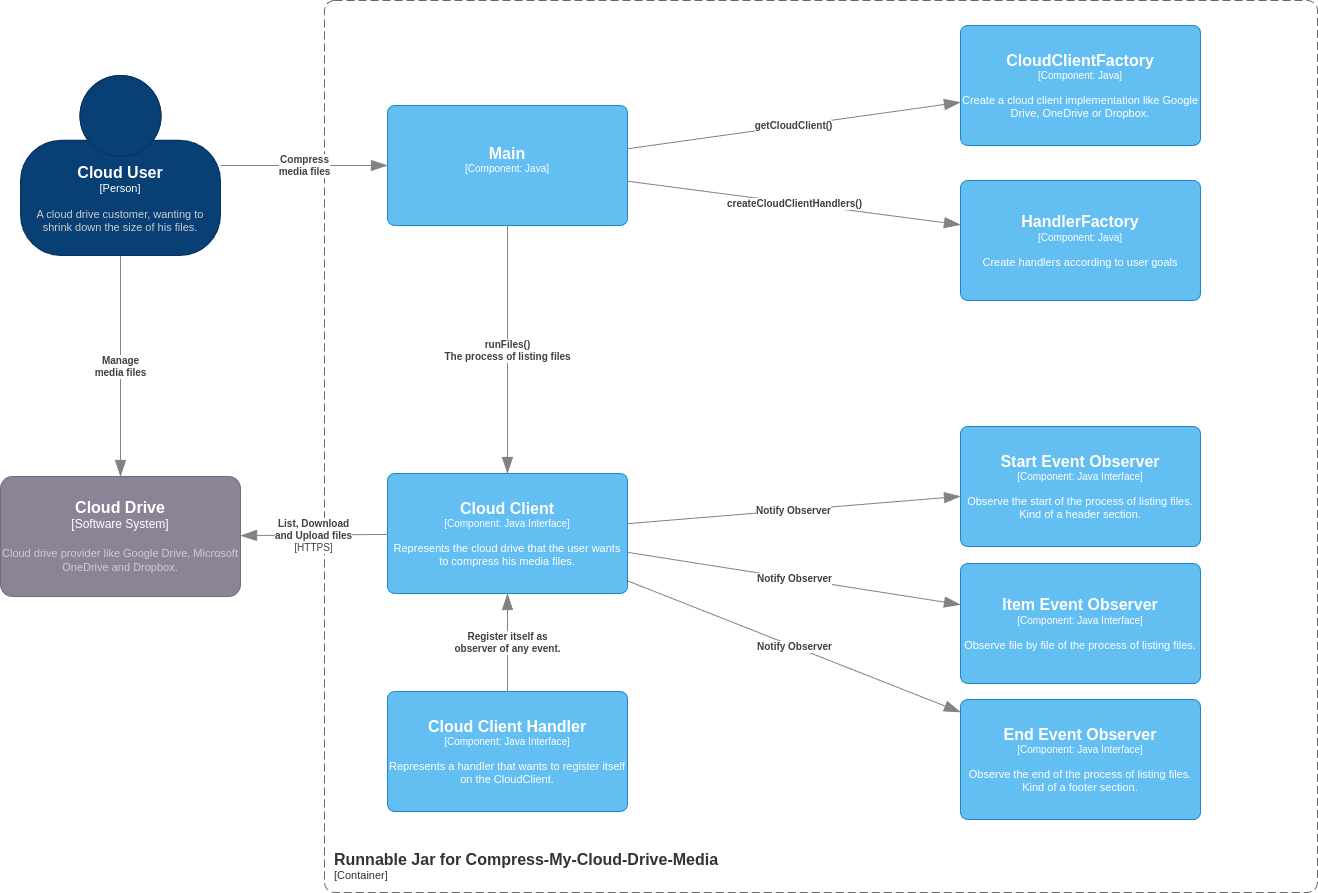 CloudClientFactory
[Component: Java]
Create a cloud client implementation like Google
Drive, OneDrive or Dropbox.
getCloudClient()
Main
[Component: Java]
Compress
media files
Cloud User
[Person]
A cloud drive customer, wanting to
shrink down the size of his files.
createCloudClientHandlers()
HandlerFactory
[Component: Java]
Create handlers according to user goals
runFiles()
The process of listing files
Manage
media files
Start Event Observer
[Component: Java Interface]
Observe the start of the process of listing files.
Kind of a header section.
Cloud Drive
[Software System]
Cloud drive provider like Google Drive, Microsoft
OneDrive and Dropbox.
List, Download
and Upload files
[HTTPS]
Cloud Client
[Component: Java Interface]
Represents the cloud drive that the user wants
to compress his media files.
Notify Observer
Notify Observer
Notify Observer
Item Event Observer
[Component: Java Interface]
Observe file by file of the process of listing files.
Register itself as
observer of any event.
Cloud Client Handler
[Component: Java Interface]
Represents a handler that wants to register itself
on the CloudClient.
End Event Observer
[Component: Java Interface]
Observe the end of the process of listing files.
Kind of a footer section.
Runnable Jar for Compress-My-Cloud-Drive-Media
[Container]